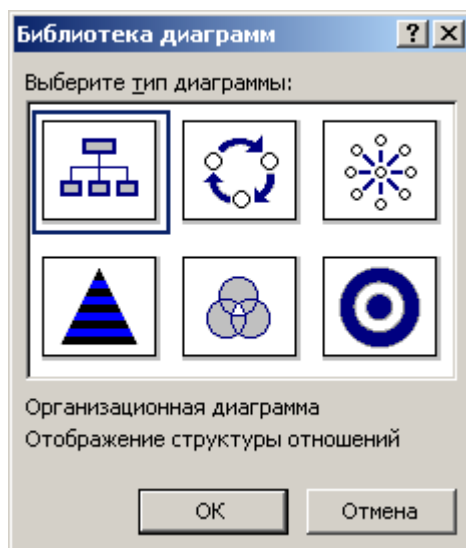 Библиотека диаграмм
Выберите тип диаграммы:
Организационная диаграмма
Отображение структуры отношений
ОК
Отмена